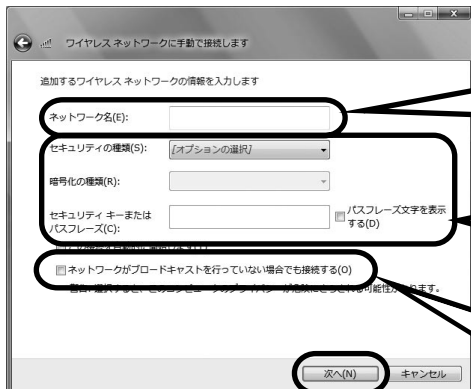 ワイヤレス ネットワークに手動で接続します
追加するワイヤレス ネットワークの情報を入力します
ネットワーク名(E):
セキュリティの種類(S): [オプションの選択]
暗号化の種類(R):
セキュリティ キーまたは
パスフレーズ(C):
パスフレーズ文字を表示
する(D)
ネットワークがブロードキャストを行っていない場合でも接続する(O)
次へ(N) キャンセル